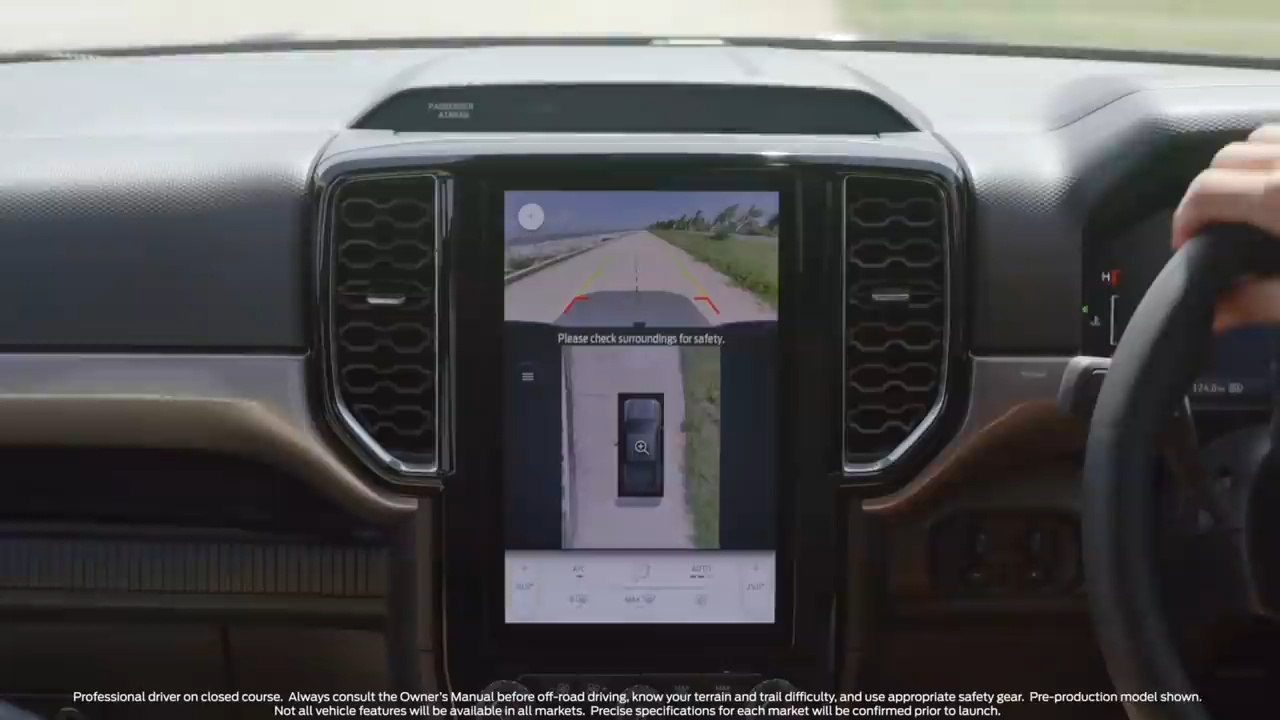 PASSENGER
AIRBAG
Please check surroundings for safety.
H
A/C
AUTO
MAX
Professional driver on closed course. Always consult the Owner's Manual before off-road driving, know your terrain and trail difficulty, and use appropriate safety gear. Pre-production model shown.
Not all vehicle features will be available in all markets. Precise specifications for each market will be confirmed prior to launch.